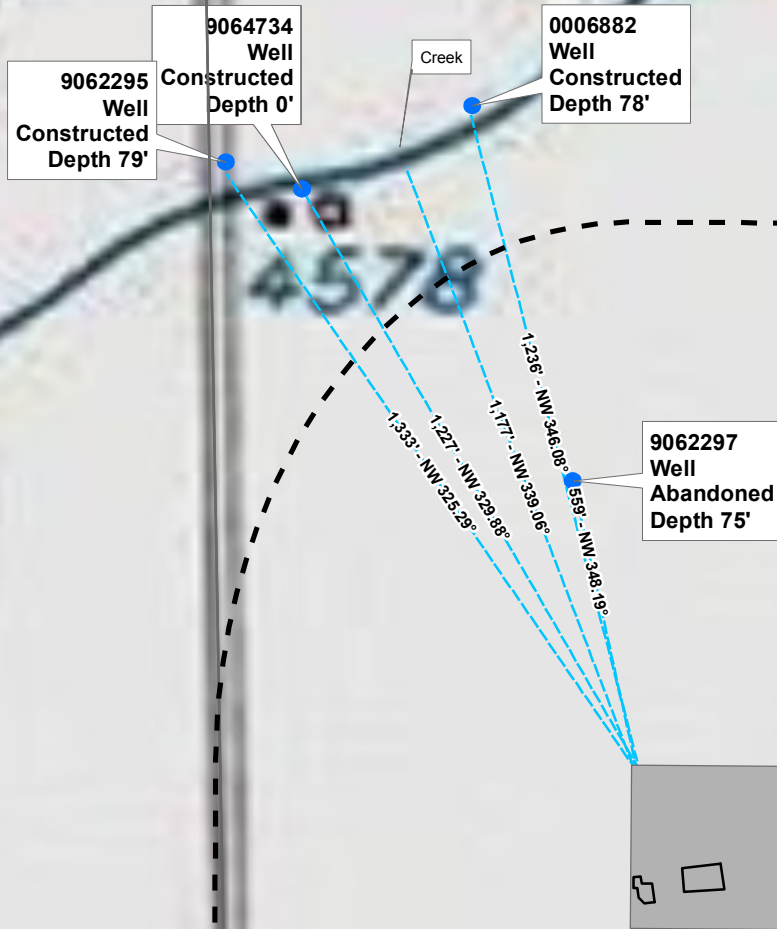 9064734
Well
Constructed
Depth 0'
0006882
Well
Constructed
Depth 78'
Creek
9062295
Well
Constructed
Depth 79'
4578
1,236' - NW 346.08°
1,177' - NW 339.06°
1,227' - NW 329.88°
1,333' - NW 325.29°
559' - NW 348.19°
9062297
Well
Abandoned
Depth 75'